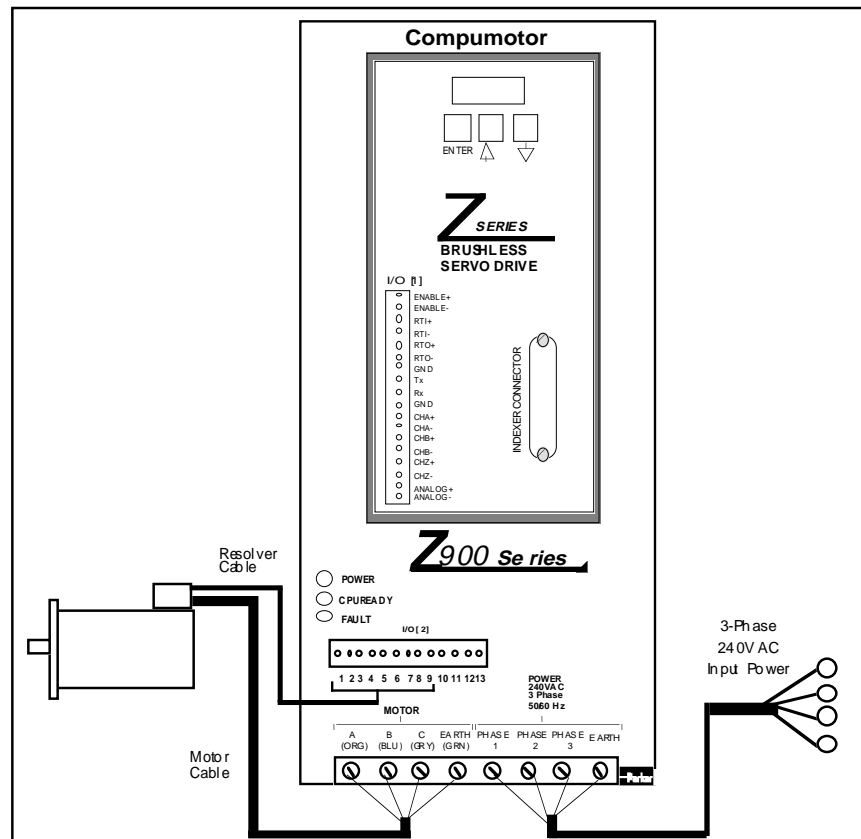 Compumotor
ENTER
Z SERIES
BRUSHLESS
SERVO DRIVE
I/O [1]
ENABLE+
ENABLE-
RTI+
RTI-
RTO+
RTO-
GND
Tx
Rx
GND
CHA+
CHA-
CHB+
CHB-
CHZ+
CHZ-
ANALOG+
ANALOG-
INDEXER CONNECTOR
Z900 Series
Resolver
Cable
POWER
CPUREADY
FAULT
I/O[2]
1 2 3 4 5 6 7 8 9 10 11 12 13
3-Phase
240V AC
Input Power
MOTOR
POWER
240VAC
3 Phase
50/60 Hz
A
(ORG)
B
(BLU)
C
(GRY)
EARTH
(GRN)
PHASE
1
PHASE
2
PHASE
3
EARTH
Motor
Cable
Parker